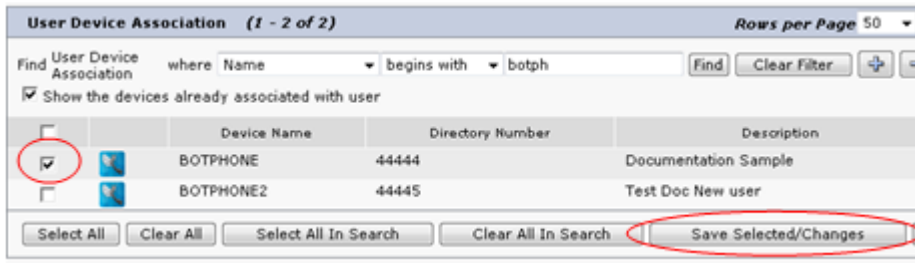 User Device Association (1 - 2 of 2) Rows per Page 50
Find User Device Association where Name begins with botph Find Clear Filter
Show the devices already associated with user
Device Name Directory Number Description
BOTPHONE 44444 Documentation Sample
BOTPHONE2 44445 Test Doc New user
Select All Clear All Select All In Search Clear All In Search Save Selected/Changes